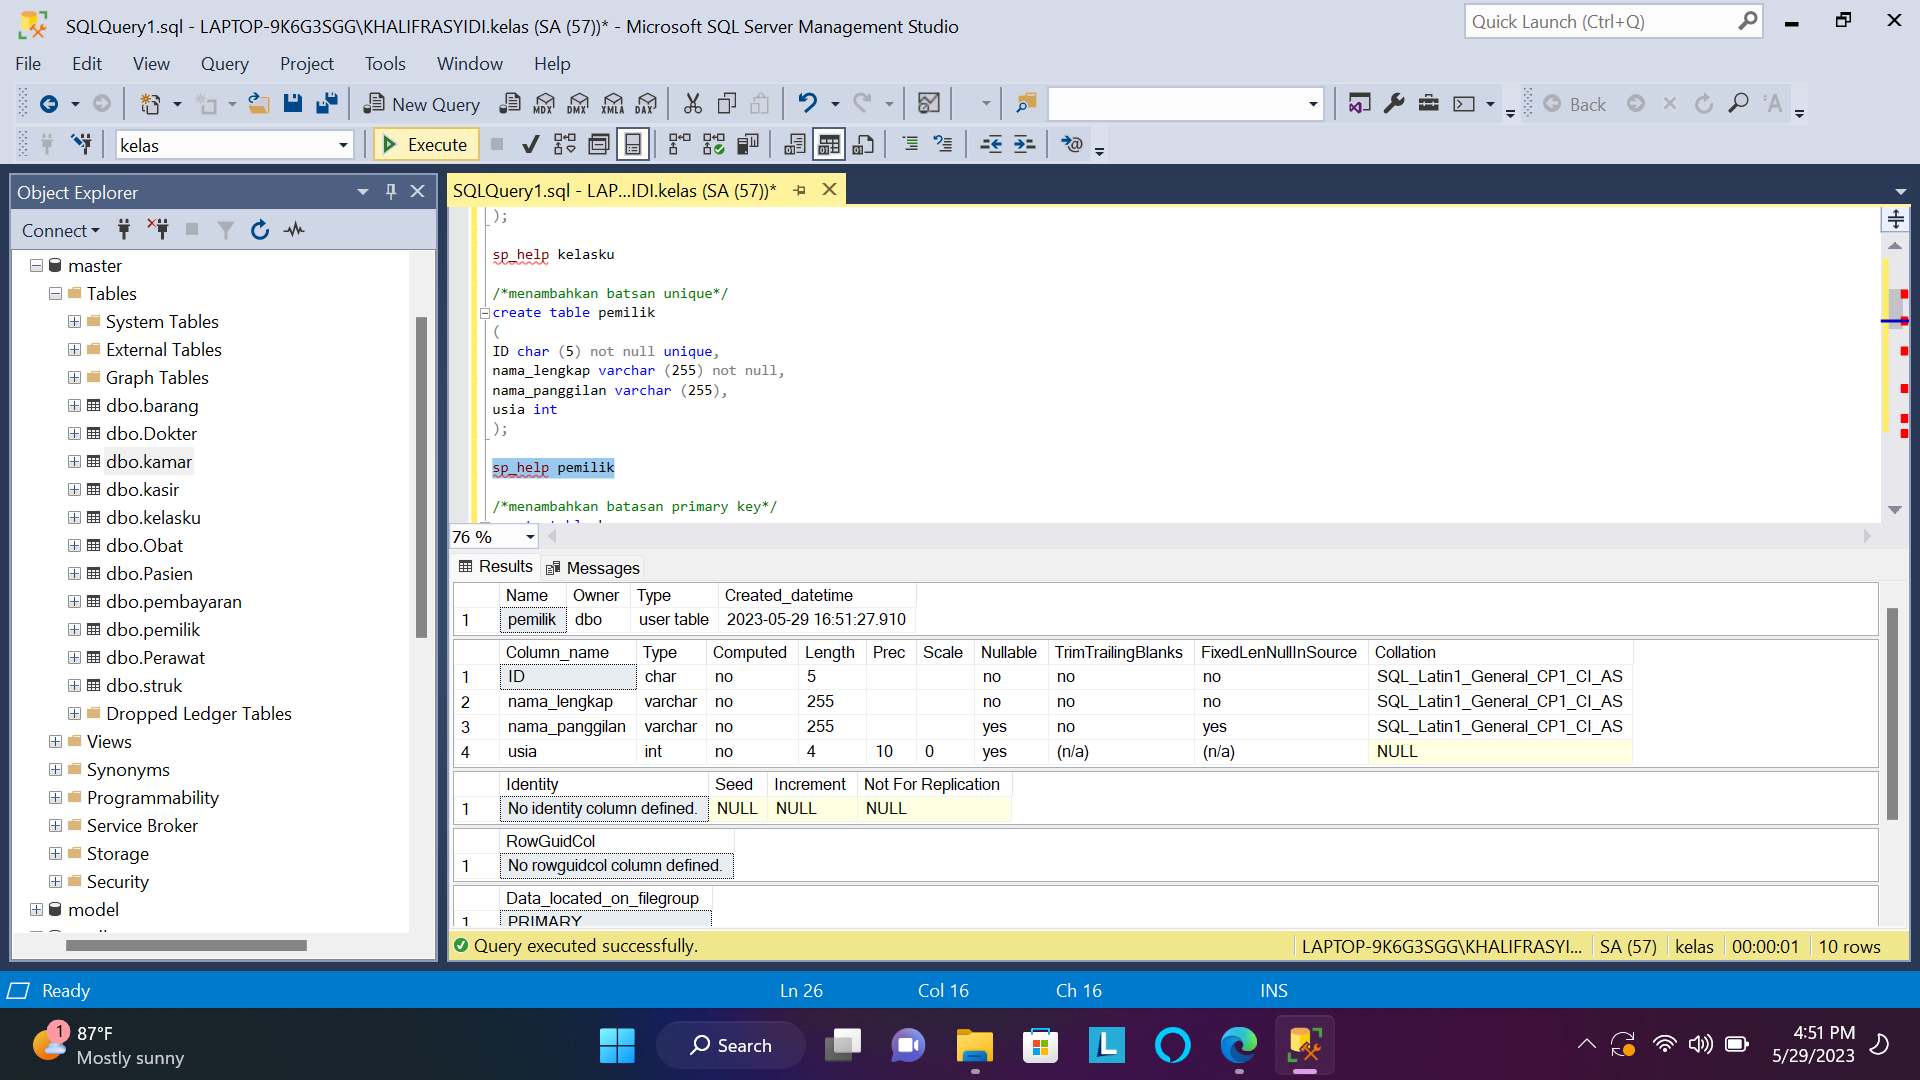 SQLQuery1.sql - LAPTOP-9K6G3SGG\KHALIFRASYIDI.kelas (SA (57))* - Microsoft SQL Server Management Studio
Quick Launch (Ctrl+Q)
File Edit View Query Project Tools Window Help
New Query MDX DMX XMLA DAX Back
kelas Execute
Object Explorer
Connect
master
Tables
System Tables
External Tables
Graph Tables
dbo.barang
dbo.Dokter
dbo.kamar
dbo.kasir
dbo.kelasku
dbo.Obat
dbo.Pasien
dbo.pembayaran
dbo.pemilik
dbo.Perawat
dbo.struk
Dropped Ledger Tables
Views
Synonyms
Programmability
Service Broker
Storage
Security
model
SQLQuery1.sql - LAP...IDI.kelas (SA (57))*
);
sp_help kelasku
/*menambahkan batsan unique*/
create table pemilik
(
ID char (5) not null unique,
nama_lengkap varchar (255) not null,
nama_panggilan varchar (255),
usia int
);
sp_help pemilik
/*menambahkan batasan primary key*/
76 %
Results Messages
Name Owner Type Created_datetime
1 pemilik dbo user table 2023-05-29 16:51:27.910
Column_name Type Computed Length Prec Scale Nullable TrimTrailingBlanks FixedLenNullInSource Collation
1 ID char no 5 no no no SQL_Latin1_General_CP1_CI_AS
2 nama_lengkap varchar no 255 no no no SQL_Latin1_General_CP1_CI_AS
3 nama_panggilan varchar no 255 yes no yes SQL_Latin1_General_CP1_CI_AS
4 usia int no 4 10 0 yes (n/a) (n/a) NULL
Identity Seed Increment Not For Replication
1 No identity column defined. NULL NULL NULL
RowGuidCol
1 No rowguidcol column defined.
Data_located_on_filegroup
1 PRIMARY
Query executed successfully. LAPTOP-9K6G3SGG\KHALIFRASYI... SA (57) kelas 00:00:01 10 rows
Ready Ln 26 Col 16 Ch 16 INS
1 87°F
Mostly sunny
Search
L
4:51 PM
5/29/2023